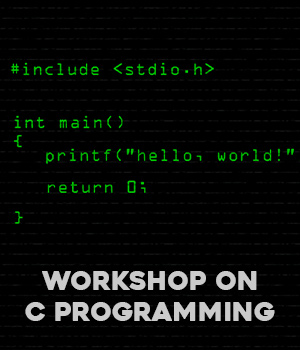 #include <stdio.h>
int main()
{
printf("hello, world!"
return 0;
}
WORKSHOP ON
C PROGRAMMING